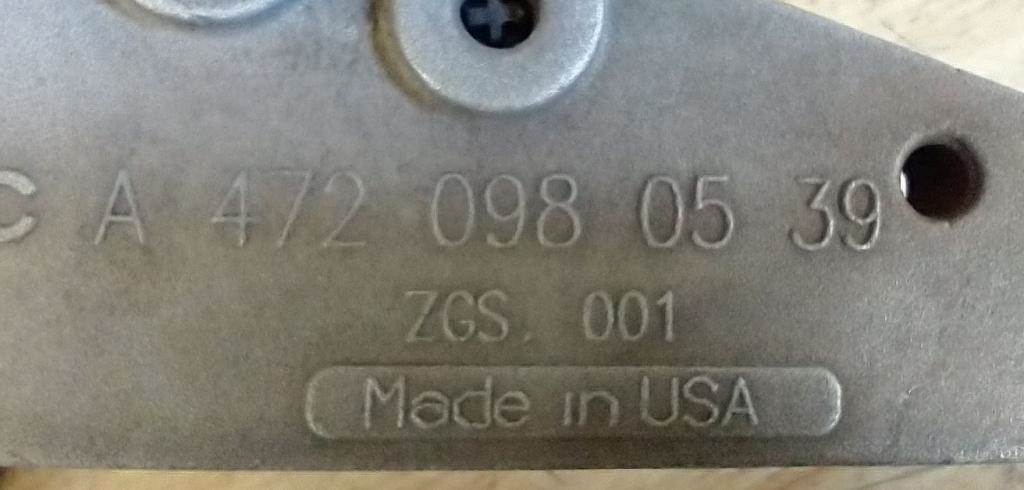 C A 472 098 05 39
ZGS. 001
Made in USA